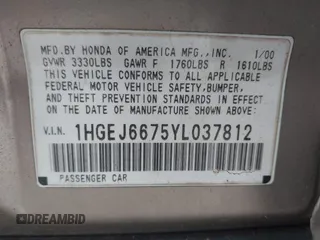 MFD.BY HONDA OF AMERICA MFG.,INC. 1/00
GVWR 3330LBS GAWR F 1760LBS R 1610LBS
THIS VEHICLE CONFORMS TO ALL APPLICABLE
FEDERAL MOTOR VEHICLE SAFETY,BUMPER,
AND THEFT PREVENTION STANDARDS IN EFFECT
ON THE DATE OF MANUFACTURE SHOWN ABOVE.
V.I.N. 1HGEJ6675YL037812
PASSENGER CAR
DREAMBID